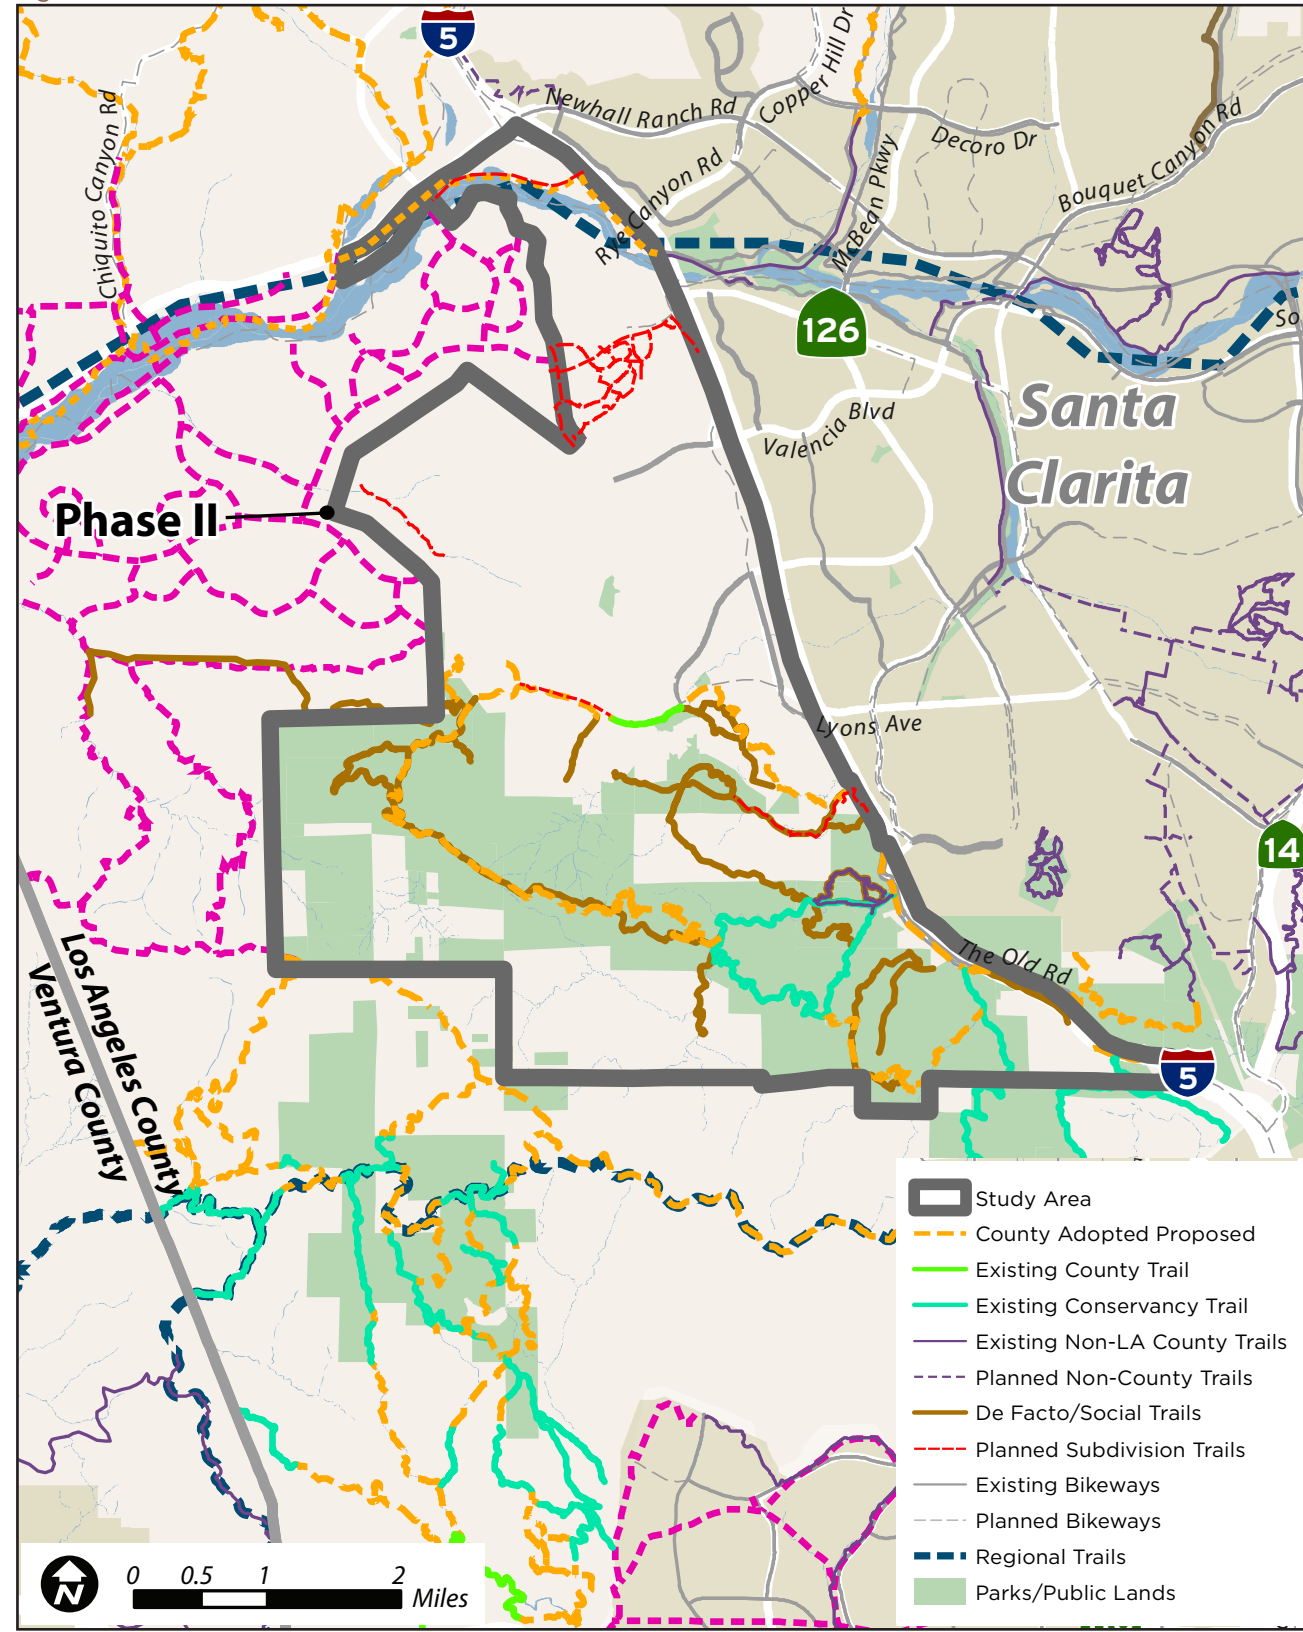 5
Newhall Ranch Rd
Copper Hill Dr
Decoro Dr
Bouquet Canyon Rd
Chiquito Canyon Rd
Rye Canyon Rd
McBean Pkwy
126
So
Santa
Clarita
Valencia Blvd
Phase II
Lyons Ave
14
The Old Rd
Los Angeles County
Ventura County
5
Study Area
County Adopted Proposed
Existing County Trail
Existing Conservancy Trail
Existing Non-LA County Trails
Planned Non-County Trails
De Facto/Social Trails
Planned Subdivision Trails
Existing Bikeways
Planned Bikeways
Regional Trails
Parks/Public Lands
N
0 0.5 1 2
Miles